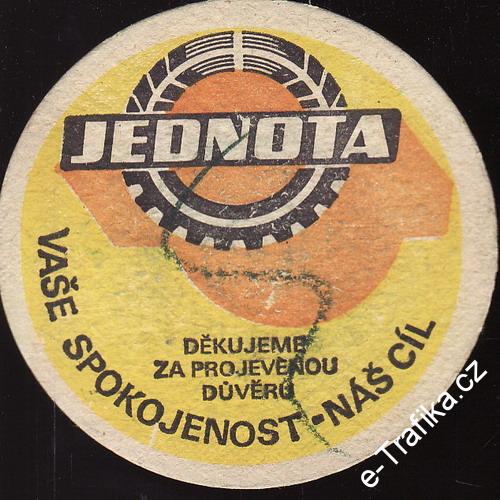 JEDNOTA
DĚKUJEME
ZA PROJEVENOU
DŮVĚRU
VAŠE SPOKOJENOST • NÁŠ CÍL
e-Trafika.cz